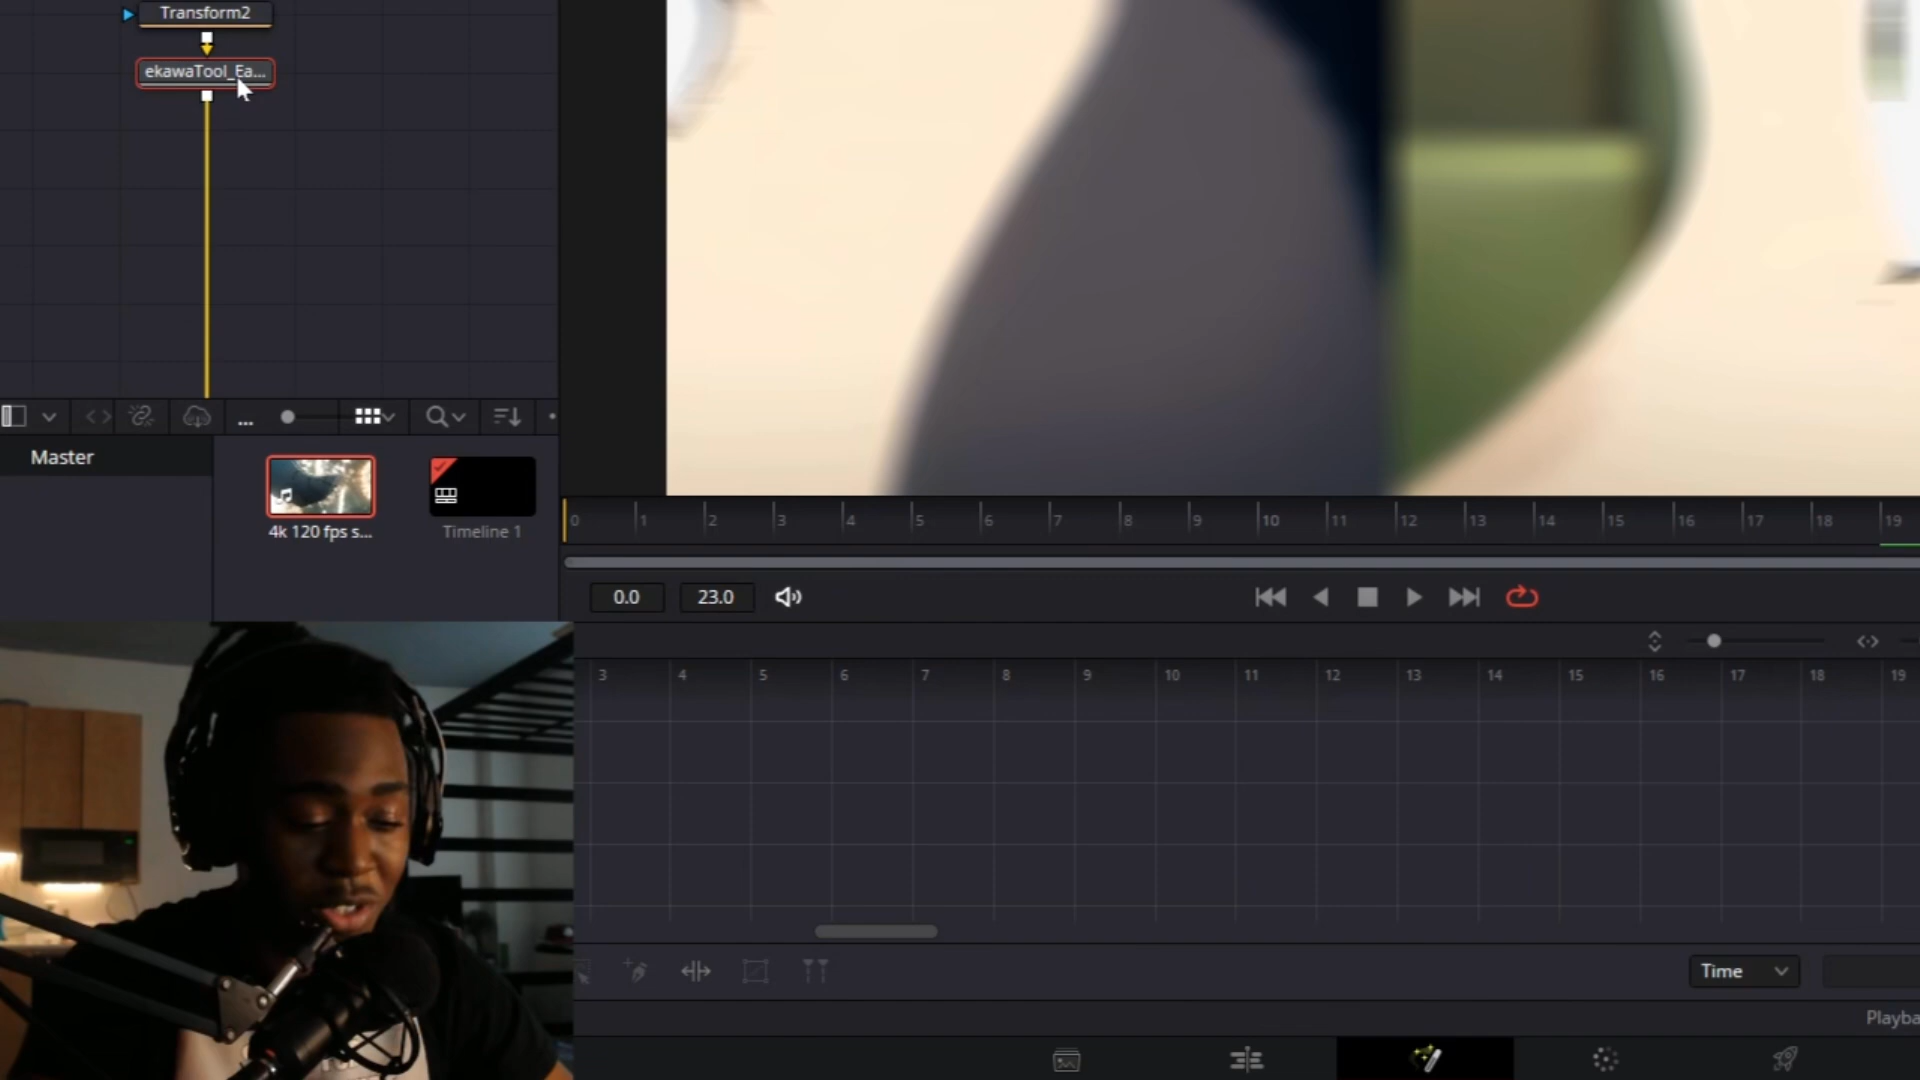 Transform2
ekawaTool_Ea...
...
Master
4k 120 fps s...
Timeline 1
0 1 2 3 4 5 6 7 8 9 10 11 12 13 14 15 16 17 18 19
0.0 23.0
3 4 5 6 7 8 9 10 11 12 13 14 15 16 17 18 19
Time
Playba